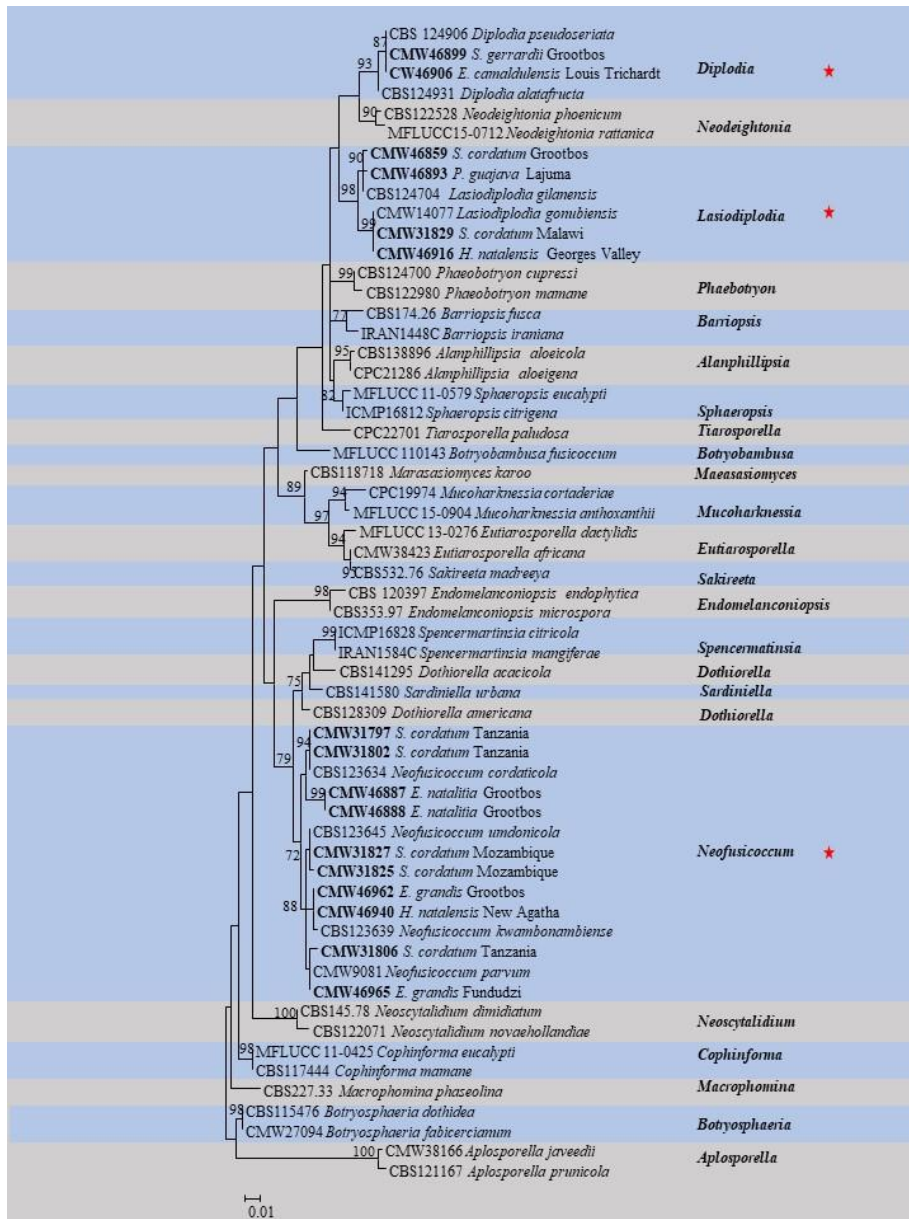 87
CBS 124906 Diplodia pseudoseriata
CMW46899 S. gerrardii Grootbos
93
CW46906 E. camaldulensis Louis Trichardt
Diplodia
CBS124931 Diplodia alatafructa
90
CBS122528 Neodeightonia phoenicum
MFLUCC15-0712 Neodeightonia rattanica
Neodeightonia
90
CMW46859 S. cordatum Grootbos
CMW46893 P. guajava Lajuma
98
CBS124704 Lasiodiplodia gilanensis
CMW14077 Lasiodiplodia gonubiensis
Lasiodiplodia
99
CMW31829 S. cordatum Malawi
CMW46916 H. natalensis Georges Valley
99
CBS124700 Phaeobotryon cupressi
CBS122980 Phaeobotryon mamane
Phaebotryon
77
CBS174.26 Barriopsis fusca
IRAN1448C Barriopsis iraniana
Barriopsis
95
CBS138896 Alanphillipsia aloeicola
CPC21286 Alanphillipsia aloeigena
Alanphillipsia
82
MFLUCC 11-0579 Sphaeropsis eucalypti
ICMP16812 Sphaeropsis citrigena
Sphaeropsis
CPC22701 Tiarosporella paludosa
Tiarosporella
MFLUCC 110143 Botryobambusa fusicoccum
Botryobambusa
89
CBS118718 Marasasiomyces karoo
Maeasasiomyces
94
CPC19974 Mucoharknessia cortaderiae
97
MFLUCC 15-0904 Mucoharknessia anthoxanthii
Mucoharknessia
94
MFLUCC 13-0276 Eutiarosporella dactylidis
CMW38423 Eutiarosporella africana
Eutiarosporella
95
CBS532.76 Sakireeta madreeya
Sakireeta
98
CBS 120397 Endomelanconiopsis endophytica
CBS353.97 Endomelanconiopsis microspora
Endomelanconiopsis
99
ICMP16828 Spencermartinsia citricola
IRAN1584C Spencermartinsia mangiferae
Spencermatinsia
75
CBS141295 Dothiorella acacicola
Dothiorella
CBS141580 Sardiniella urbana
Sardiniella
CBS128309 Dothiorella americana
Dothiorella
94
CMW31797 S. cordatum Tanzania
79
CMW31802 S. cordatum Tanzania
CBS123634 Neofusicoccum cordaticola
99
CMW46887 E. natalitia Grootbos
CMW46888 E. natalitia Grootbos
CBS123645 Neofusicoccum umdonicola
72
CMW31827 S. cordatum Mozambique
Neofusicoccum
CMW31825 S. cordatum Mozambique
88
CMW46962 E. grandis Grootbos
CMW46940 H. natalensis New Agatha
CBS123639 Neofusicoccum kwambonambiense
CMW31806 S. cordatum Tanzania
CMW9081 Neofusicoccum parvum
CMW46965 E. grandis Fundudzi
100
CBS145.78 Neoscytalidium dimidiatum
CBS122071 Neoscytalidium novaehollandiae
Neoscytalidium
98
MFLUCC 11-0425 Cophinforma eucalypti
CBS117444 Cophinforma mamane
Cophinforma
CBS227.33 Macrophomina phaseolina
Macrophomina
98
CBS115476 Botryosphaeria dothidea
CMW27094 Botryosphaeria fabicercianum
Botryosphaeria
100
CMW38166 Aplosporella javeedii
CBS121167 Aplosporella prunicola
Aplosporella
0.01